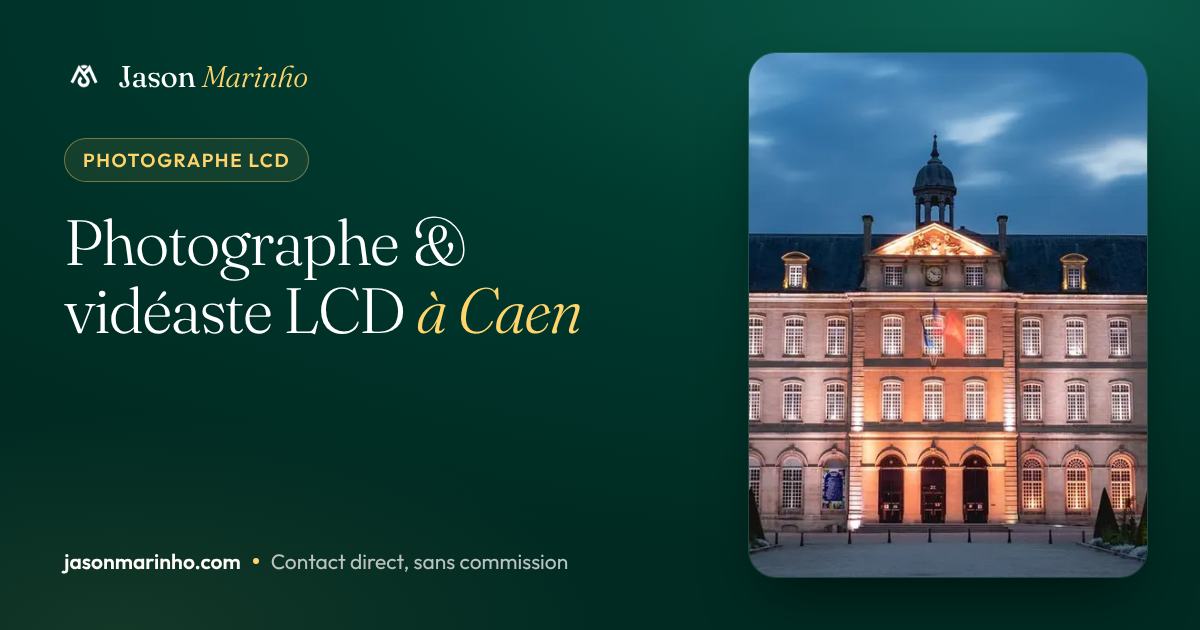 Jason Marinho
PHOTOGRAPHE LCD
Photographe &
vidéaste LCD à Caen
jasonmarinho.com • Contact direct, sans commission